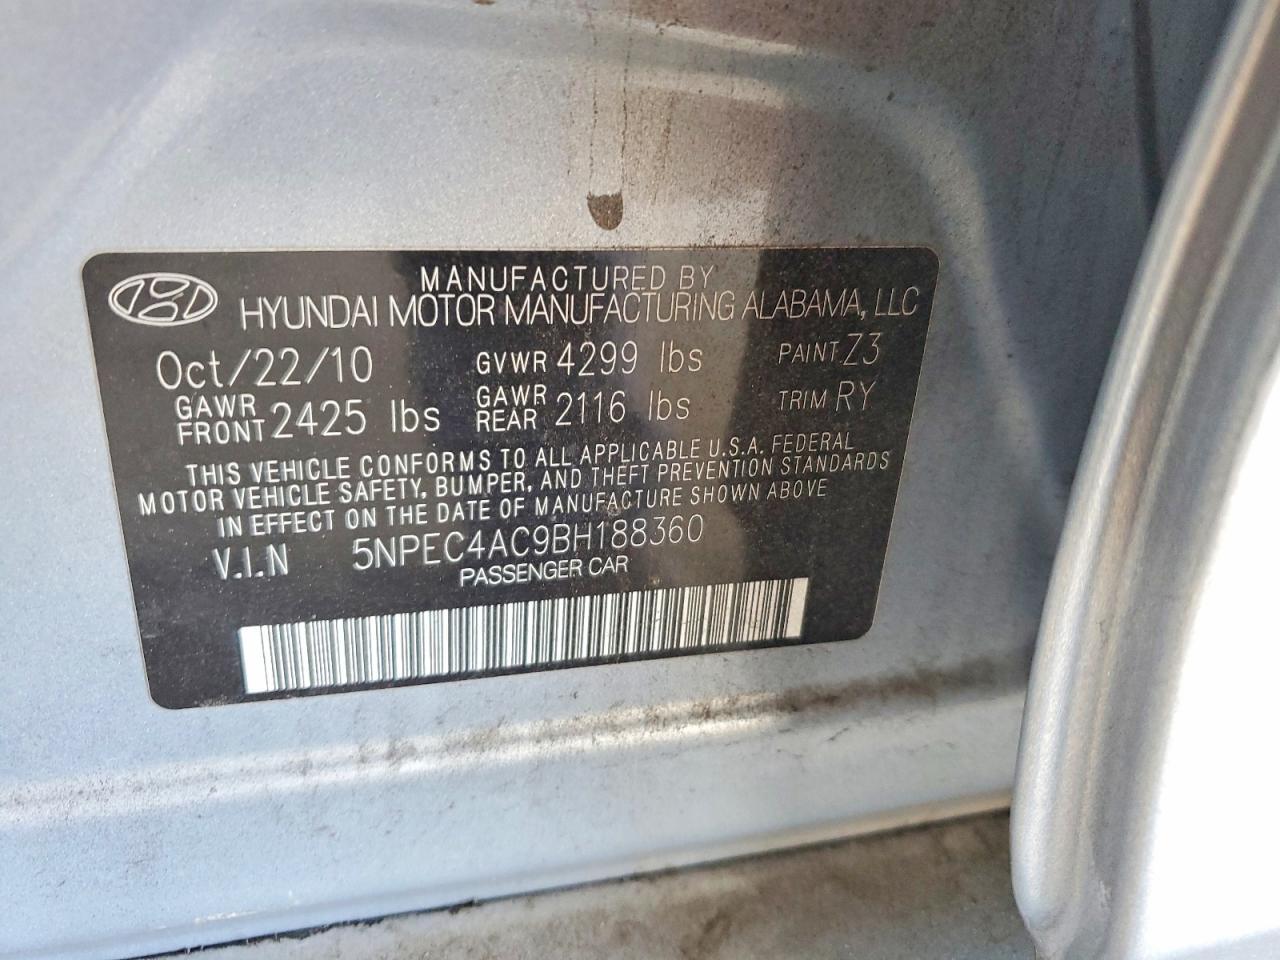 MANUFACTURED BY
HYUNDAI MOTOR MANUFACTURING ALABAMA, LLC
Oct/22/10 GVWR 4299 lbs PAINT Z3
GAWR FRONT 2425 lbs GAWR REAR 2116 lbs TRIM RY
THIS VEHICLE CONFORMS TO ALL APPLICABLE U.S.A. FEDERAL
MOTOR VEHICLE SAFETY, BUMPER, AND THEFT PREVENTION STANDARDS
IN EFFECT ON THE DATE OF MANUFACTURE SHOWN ABOVE
V.I.N 5NPEC4AC9BH188360
PASSENGER CAR